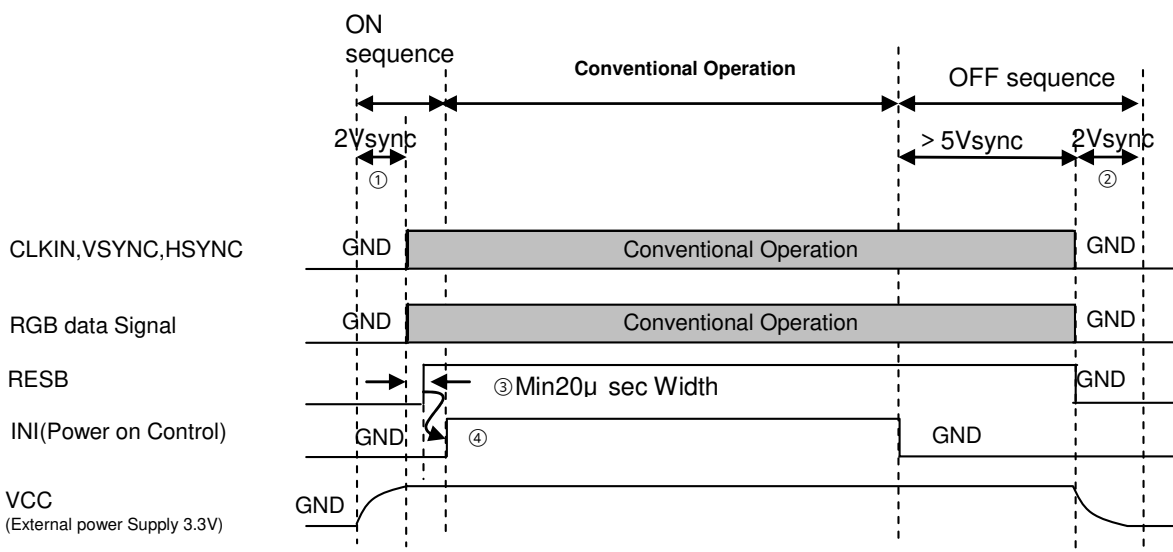 ON
sequence
Conventional Operation
OFF sequence
2Vsync
> 5Vsync
2Vsync
①
②
CLKIN,VSYNC,HSYNC
GND
Conventional Operation
GND
RGB data Signal
GND
Conventional Operation
GND
RESB
③Min20μ sec Width
GND
INI(Power on Control)
GND
④
GND
VCC
(External power Supply 3.3V)
GND